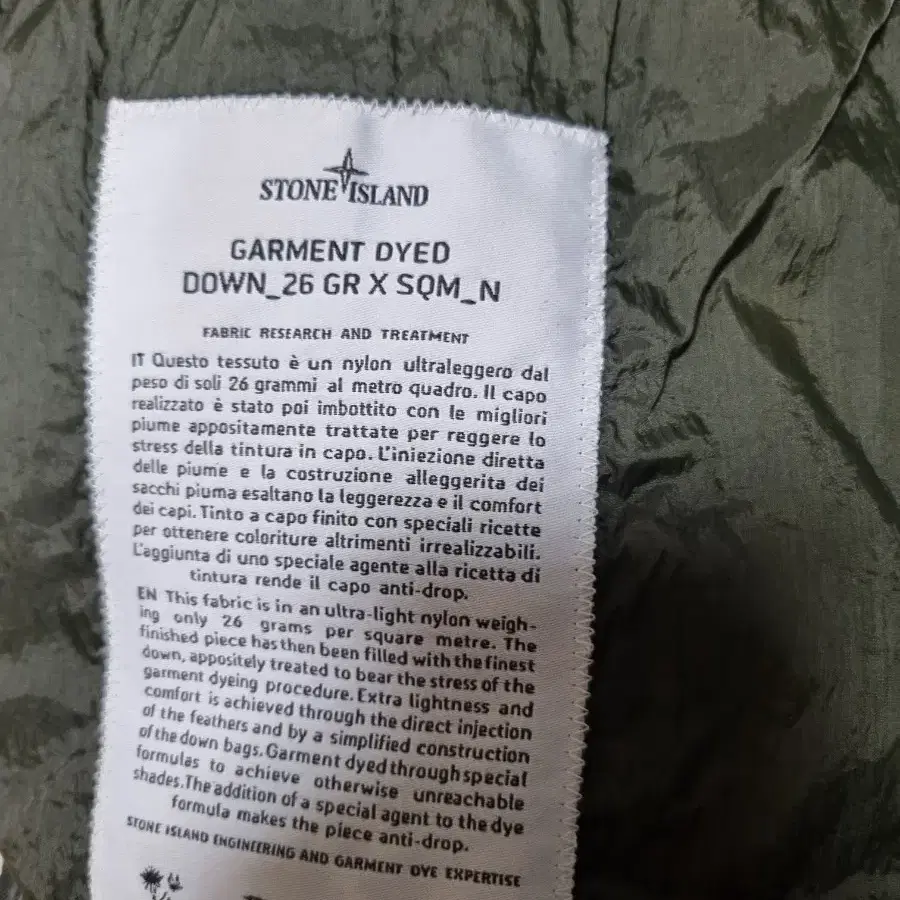 STONE ISLAND
GARMENT DYED
DOWN_26 GR X SQM_N
FABRIC RESEARCH AND TREATMENT
IT Questo tessuto è un nylon ultraleggero dal
peso di soli 26 grammi al metro quadro. Il capo
realizzato è stato poi imbottito con le migliori
piume appositamente trattate per reggere lo
stress della tintura in capo. L'iniezione diretta
delle piume e la costruzione alleggerita dei
sacchi piuma esaltano la leggerezza e il comfort
dei capi. Tinto a capo finito con speciali ricette
per ottenere coloriture altrimenti irrealizzabili.
L'aggiunta di uno speciale agente alla ricetta di
tintura rende il capo anti-drop.
EN This fabric is in an ultra-light nylon weigh-
ing only 26 grams per square metre. The
finished piece has then been filled with the finest
down, appositely treated to bear the stress of the
garment dyeing procedure. Extra lightness and
comfort is achieved through the direct injection
of the feathers and by a simplified construction
of the down bags. Garment dyed through special
formulas to achieve otherwise unreachable
shades. The addition of a special agent to the dye
formula makes the piece anti-drop.
STONE ISLAND ENGINEERING AND GARMENT DYE EXPERTISE